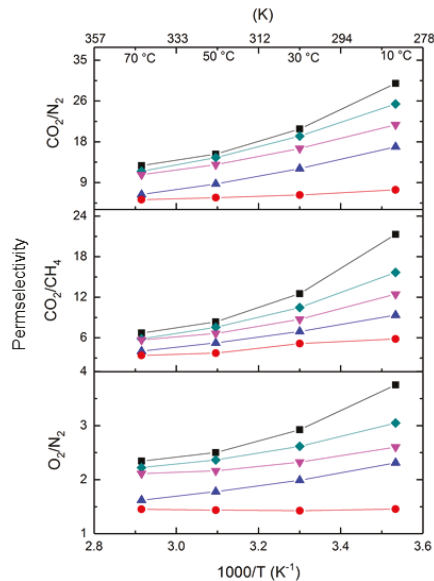 (K)
357 333 312 294 278
70 °C 50 °C 30 °C 10 °C
35
26
18
9
CO₂/N₂
24
18
12
6
4
CO₂/CH₄
Permselectivity
3
2
1
O₂/N₂
2.8 3.0 3.2 3.4 3.6
1000/T (K⁻¹)